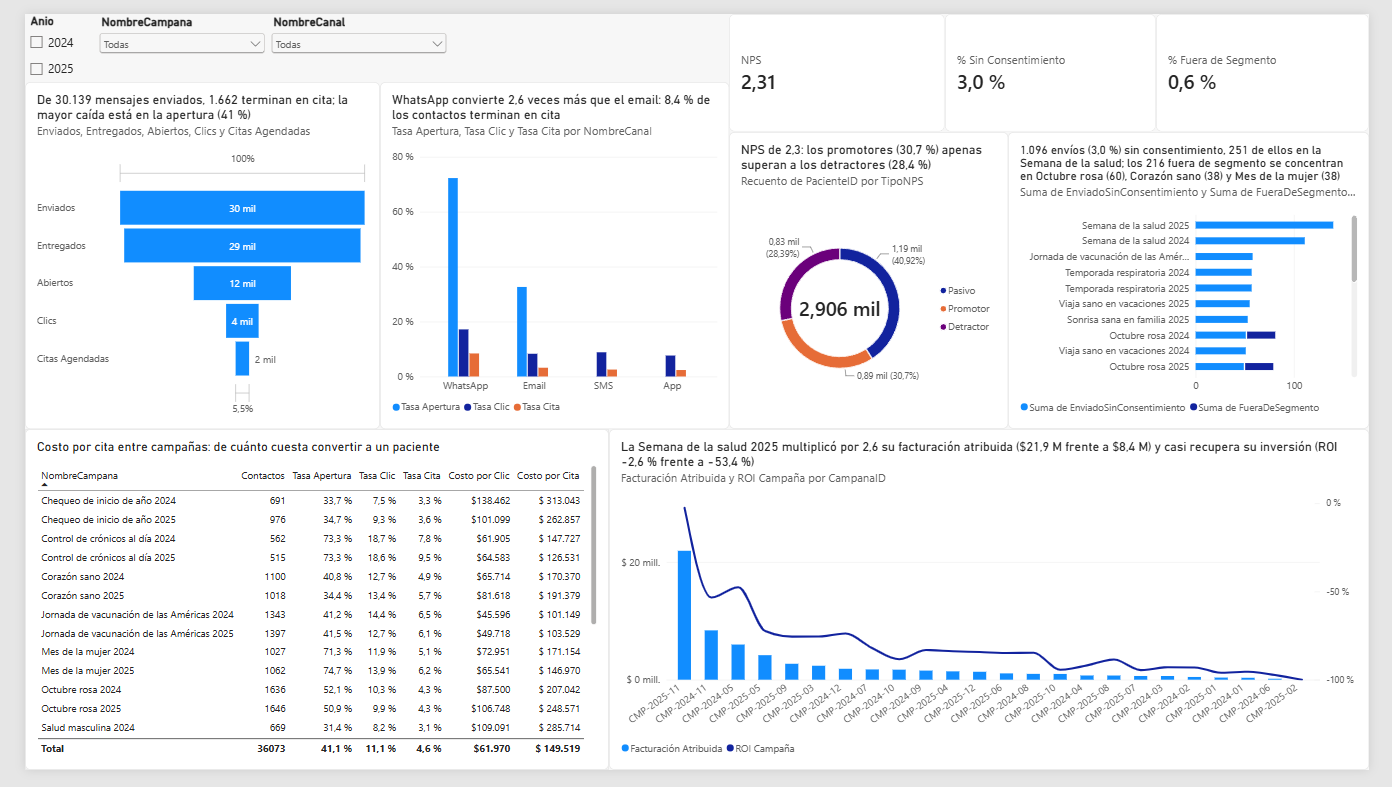 Anio
2024
2025
NombreCampana
Todas
NombreCanal
Todas
NPS
2,31
% Sin Consentimiento
3,0 %
% Fuera de Segmento
0,6 %
De 30.139 mensajes enviados, 1.662 terminan en cita; la
mayor caída está en la apertura (41 %)
Enviados, Entregados, Abiertos, Clics y Citas Agendadas
100%
Enviados
30 mil
Entregados
29 mil
Abiertos
12 mil
Clics
4 mil
Citas Agendadas
2 mil
5,5%
WhatsApp convierte 2,6 veces más que el email: 8,4 % de
los contactos terminan en cita
Tasa Apertura, Tasa Clic y Tasa Cita por NombreCanal
80 %
60 %
40 %
20 %
0 %
WhatsApp Email SMS App
Tasa Apertura Tasa Clic Tasa Cita
NPS de 2,3: los promotores (30,7 %) apenas
superan a los detractores (28,4 %)
Recuento de PacienteID por TipoNPS
0,83 mil
(28,39%)
1,19 mil
(40,92%)
2,906 mil
0,89 mil (30,7%)
Pasivo
Promotor
Detractor
1.096 envíos (3,0 %) sin consentimiento, 251 de ellos en la
Semana de la salud; los 216 fuera de segmento se concentran
en Octubre rosa (60), Corazón sano (38) y Mes de la mujer (38)
Suma de EnviadoSinConsentimiento y Suma de FueraDeSegmento...
Semana de la salud 2025
Semana de la salud 2024
Jornada de vacunación de las Amér...
Temporada respiratoria 2024
Temporada respiratoria 2025
Viaja sano en vacaciones 2025
Sonrisa sana en familia 2025
Octubre rosa 2024
Viaja sano en vacaciones 2024
Octubre rosa 2025
0 100
Suma de EnviadoSinConsentimiento Suma de FueraDeSegmento
Costo por cita entre campañas: de cuánto cuesta convertir a un paciente
NombreCampana Contactos Tasa Apertura Tasa Clic Tasa Cita Costo por Clic Costo por Cita
Chequeo de inicio de año 2024 691 33,7 % 7,5 % 3,3 % $138.462 $ 313.043
Chequeo de inicio de año 2025 976 34,7 % 9,3 % 3,6 % $101.099 $ 262.857
Control de crónicos al día 2024 562 73,3 % 18,7 % 7,8 % $61.905 $ 147.727
Control de crónicos al día 2025 515 73,3 % 18,6 % 9,5 % $64.583 $ 126.531
Corazón sano 2024 1100 40,8 % 12,7 % 4,9 % $65.714 $ 170.370
Corazón sano 2025 1018 34,4 % 13,4 % 5,7 % $81.618 $ 191.379
Jornada de vacunación de las Américas 2024 1343 41,2 % 14,4 % 6,5 % $45.596 $ 101.149
Jornada de vacunación de las Américas 2025 1397 41,5 % 12,7 % 6,1 % $49.718 $ 103.529
Mes de la mujer 2024 1027 71,3 % 11,9 % 5,1 % $72.951 $ 171.154
Mes de la mujer 2025 1062 74,7 % 13,9 % 6,2 % $65.541 $ 146.970
Octubre rosa 2024 1636 52,1 % 10,3 % 4,3 % $87.500 $ 207.042
Octubre rosa 2025 1646 50,9 % 9,9 % 4,3 % $106.748 $ 248.571
Salud masculina 2024 669 31,4 % 8,2 % 3,1 % $109.091 $ 285.714
Total 36073 41,1 % 11,1 % 4,6 % $61.970 $ 149.519
La Semana de la salud 2025 multiplicó por 2,6 su facturación atribuida ($21,9 M frente a $8,4 M) y casi recupera su inversión (ROI
-2,6 % frente a -53,4 %)
Facturación Atribuida y ROI Campaña por CampanaID
$ 20 mill.
$ 0 mill.
0 %
-50 %
-100 %
CMP-2025-11
CMP-2024-11
CMP-2024-05
CMP-2025-05
CMP-2025-09
CMP-2025-03
CMP-2024-12
CMP-2024-07
CMP-2024-10
CMP-2024-09
CMP-2025-04
CMP-2025-12
CMP-2025-06
CMP-2024-08
CMP-2025-10
CMP-2024-04
CMP-2025-08
CMP-2025-07
CMP-2024-03
CMP-2024-02
CMP-2025-01
CMP-2024-01
CMP-2024-06
CMP-2025-02
Facturación Atribuida ROI Campaña